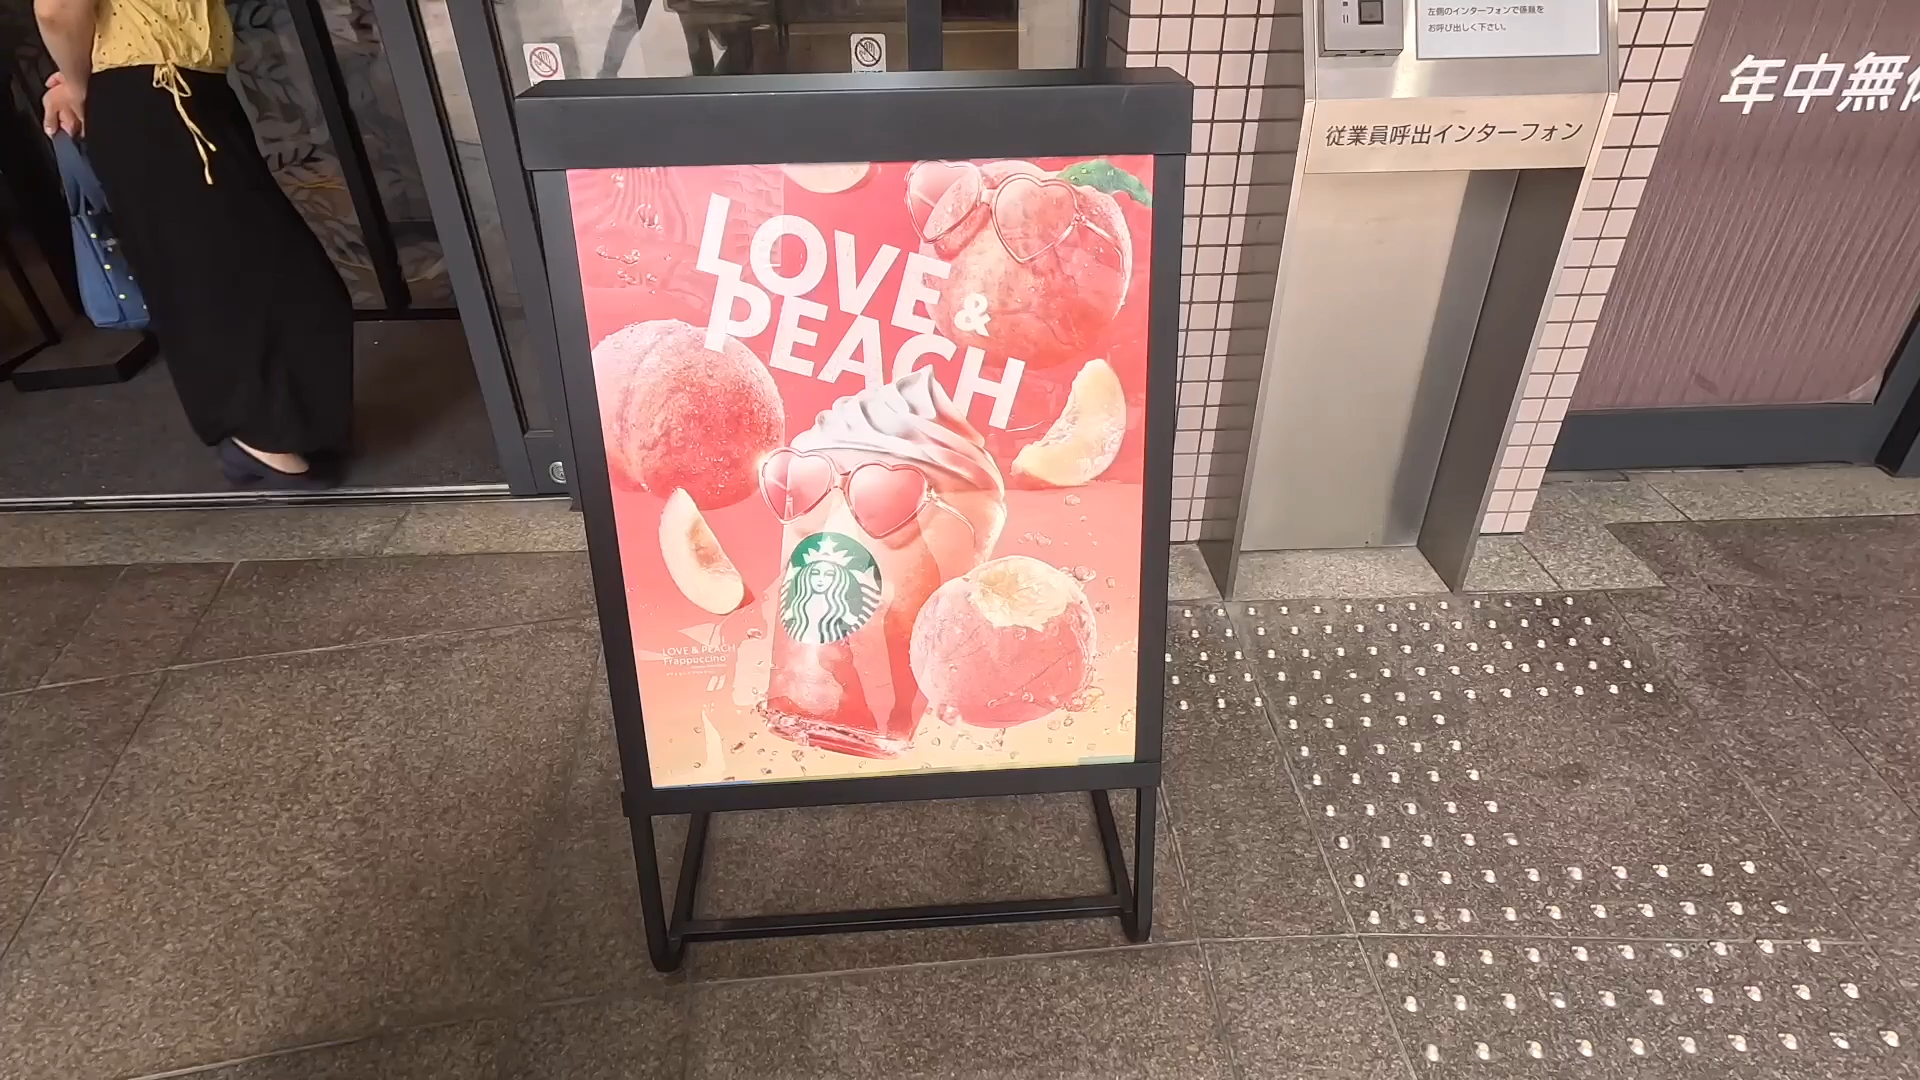 左側のインターフォンで係員を
お呼び出し下さい。
従業員呼出インターフォン
年中無休
LOVE &
PEACH
LOVE & PEACH
Frappuccino